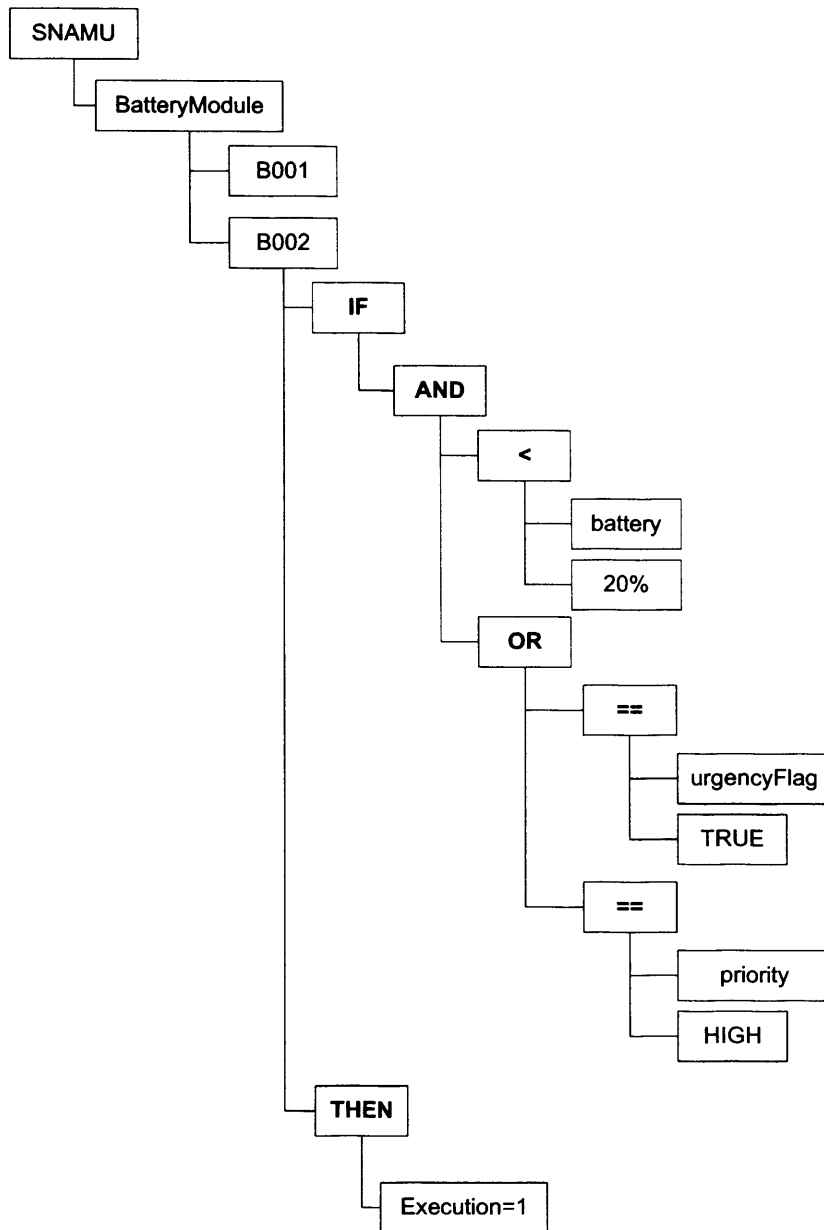 SNAMU
BatteryModule
B001
B002
IF
AND
<
battery
20%
OR
==
urgencyFlag
TRUE
==
priority
HIGH
THEN
Execution=1